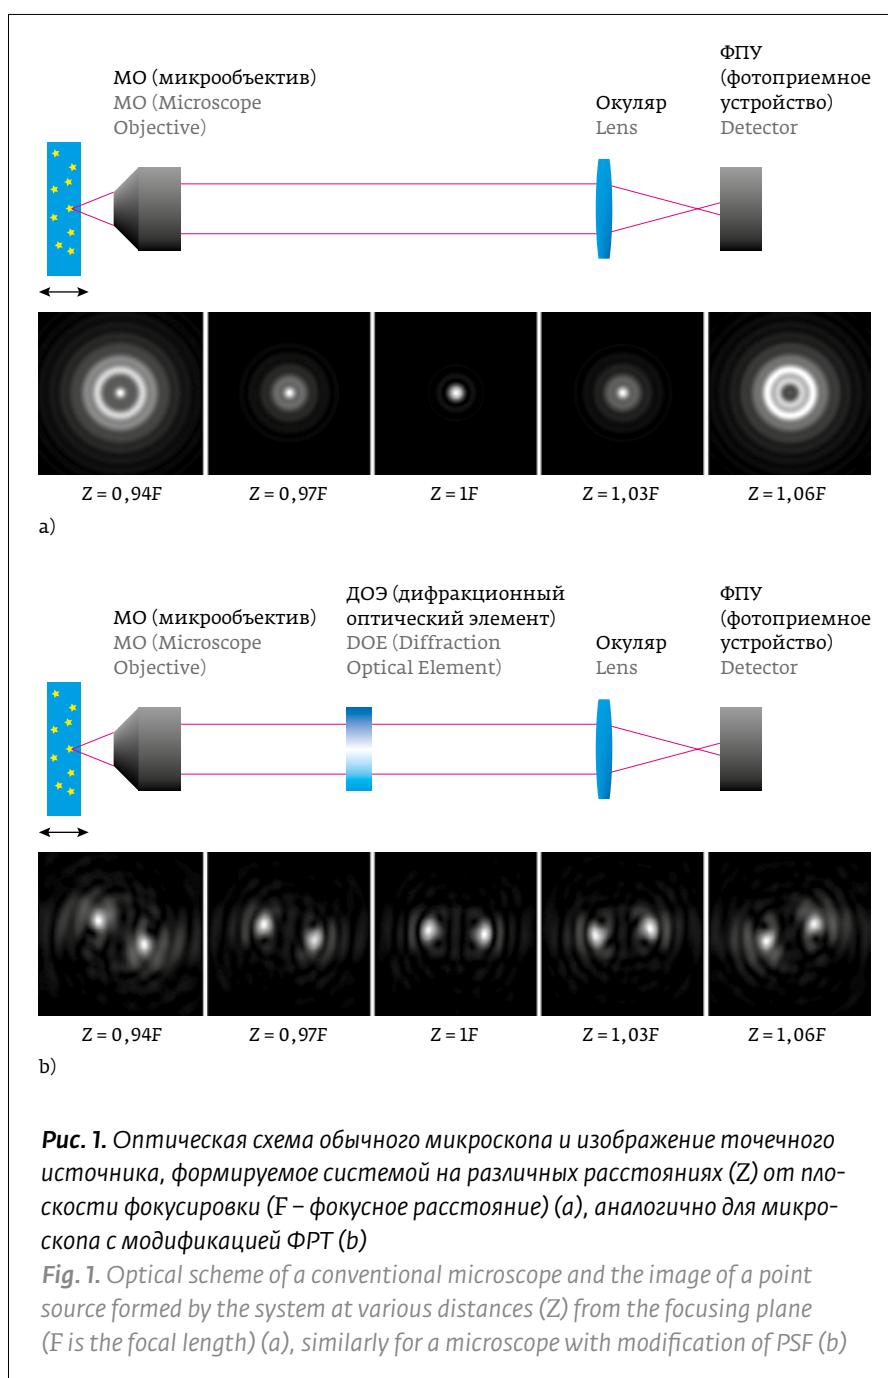 МО (микрообъектив)
MO (Microscope
Objective)
Окуляр
Lens
ФПУ
(фотоприемное
устройство)
Detector
Z = 0,94F
Z = 0,97F
Z = 1F
Z = 1,03F
Z = 1,06F
a)
МО (микрообъектив)
MO (Microscope
Objective)
ДОЭ (дифракционный
оптический элемент)
DOE (Diffraction
Optical Element)
Окуляр
Lens
ФПУ
(фотоприемное
устройство)
Detector
Z = 0,94F
Z = 0,97F
Z = 1F
Z = 1,03F
Z = 1,06F
b)
Рис. 1. Оптическая схема обычного микроскопа и изображение точечного
источника, формируемое системой на различных расстояниях (Z) от пло-
скости фокусировки (F – фокусное расстояние) (a), аналогично для микро-
скопа с модификацией ФРТ (b)
Fig. 1. Optical scheme of a conventional microscope and the image of a point
source formed by the system at various distances (Z) from the focusing plane
(F is the focal length) (a), similarly for a microscope with modification of PSF (b)